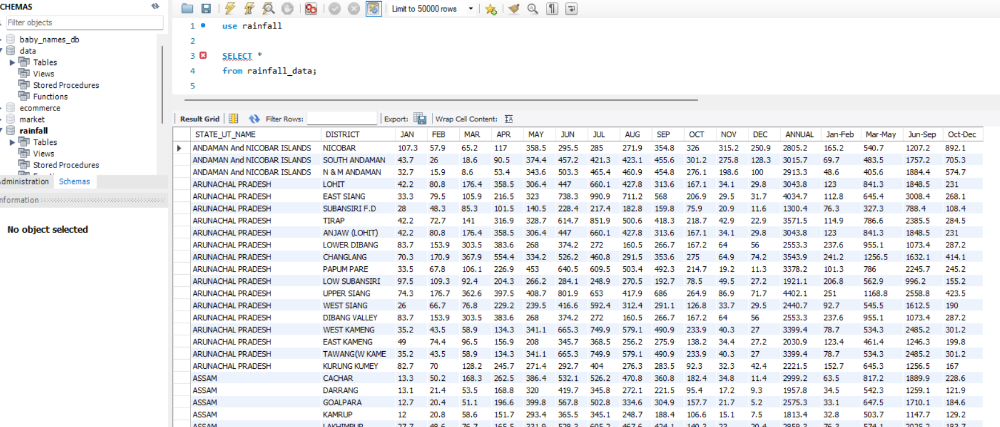 CHEMAS
Filter objects
baby_names_db
data
Tables
Views
Stored Procedures
Functions
ecommerce
market
rainfall
Tables
Views
Stored Procedures
Administration Schemas
Information
No object selected
Limit to 50000 rows
1 use rainfall
2
3 SELECT *
4 from rainfall_data;
5
Result Grid Filter Rows: Export: Wrap Cell Content:
STATE_UT_NAME DISTRICT JAN FEB MAR APR MAY JUN JUL AUG SEP OCT NOV DEC ANNUAL Jan-Feb Mar-May Jun-Sep Oct-Dec
ANDAMAN And NICOBAR ISLANDS NICOBAR 107.3 57.9 65.2 117 358.5 295.5 285 271.9 354.8 326 315.2 250.9 2805.2 165.2 540.7 1207.2 892.1
ANDAMAN And NICOBAR ISLANDS SOUTH ANDAMAN 43.7 26 18.6 90.5 374.4 457.2 421.3 423.1 455.6 301.2 275.8 128.3 3015.7 69.7 483.5 1757.2 705.3
ANDAMAN And NICOBAR ISLANDS N & M ANDAMAN 32.7 15.9 8.6 53.4 343.6 503.3 465.4 460.9 454.8 276.1 198.6 100 2913.3 48.6 405.6 1884.4 574.7
ARUNACHAL PRADESH LOHIT 42.2 80.8 176.4 358.5 306.4 447 660.1 427.8 313.6 167.1 34.1 29.8 3043.8 123 841.3 1848.5 231
ARUNACHAL PRADESH EAST SIANG 33.3 79.5 105.9 216.5 323 738.3 990.9 711.2 568 206.9 29.5 31.7 4034.7 112.8 645.4 3008.4 268.1
ARUNACHAL PRADESH SUBANSIRI F.D 28 48.3 85.3 101.5 140.5 228.4 217.4 182.8 159.8 75.9 20.9 11.6 1300.4 76.3 327.3 788.4 108.4
ARUNACHAL PRADESH TIRAP 42.2 72.7 141 316.9 328.7 614.7 851.9 500.6 418.3 218.7 42.9 22.9 3571.5 114.9 786.6 2385.5 284.5
ARUNACHAL PRADESH ANJAW (LOHIT) 42.2 80.8 176.4 358.5 306.4 447 660.1 427.8 313.6 167.1 34.1 29.8 3043.8 123 841.3 1848.5 231
ARUNACHAL PRADESH LOWER DIBANG 83.7 153.9 303.5 383.6 268 374.2 272 160.5 266.7 167.2 64 56 2553.3 237.6 955.1 1073.4 287.2
ARUNACHAL PRADESH CHANGLANG 70.3 170.9 367.9 554.4 334.2 526.2 460.8 291.5 353.6 275 64.9 74.2 3543.9 241.2 1256.5 1632.1 414.1
ARUNACHAL PRADESH PAPUM PARE 33.5 67.8 106.1 226.9 453 640.5 609.5 503.4 492.3 214.7 19.2 11.3 3378.2 101.3 786 2245.7 245.2
ARUNACHAL PRADESH LOW SUBANSIRI 97.5 109.3 92.4 204.3 266.2 284.1 248.9 270.5 192.7 78.5 49.5 27.2 1921.1 206.8 562.9 996.2 155.2
ARUNACHAL PRADESH UPPER SIANG 74.3 176.7 362.6 397.5 408.7 801.9 653 417.9 686 264.9 86.9 71.7 4402.1 251 1168.8 2558.8 423.5
ARUNACHAL PRADESH WEST SIANG 26 66.7 76.8 229.2 239.5 416.6 592.4 312.4 291.1 126.8 33.7 29.5 2440.7 92.7 545.5 1612.5 190
ARUNACHAL PRADESH DIBANG VALLEY 83.7 153.9 303.5 383.6 268 374.2 272 160.5 266.7 167.2 64 56 2553.3 237.6 955.1 1073.4 287.2
ARUNACHAL PRADESH WEST KAMENG 35.2 43.5 58.9 134.3 341.1 665.3 749.9 579.1 490.9 233.9 40.3 27 3399.4 78.7 534.3 2485.2 301.2
ARUNACHAL PRADESH EAST KAMENG 49 74.4 96.5 156.9 208 345.7 368.5 256.2 275.9 138.2 34.4 27.2 2030.9 123.4 461.4 1246.3 199.8
ARUNACHAL PRADESH TAWANG(W KAME 35.2 43.5 58.9 134.3 341.1 665.3 749.9 579.1 490.9 233.9 40.3 27 3399.4 78.7 534.3 2485.2 301.2
ARUNACHAL PRADESH KURUNG KUMEY 82.7 70 128.2 245.7 271.4 292.7 404 276.3 283.5 92.3 32.3 42.4 2221.5 152.7 645.3 1256.5 167
ASSAM CACHAR 13.3 50.2 168.3 262.5 386.4 532.1 526.2 470.8 360.8 182.4 34.8 11.4 2999.2 63.5 817.2 1889.9 228.6
ASSAM DARRANG 13.1 21.4 53.5 168.8 320 419.7 345.8 272.1 221.5 95.4 17.2 9.3 1957.8 34.5 542.3 1259.1 121.9
ASSAM GOALPARA 12.7 20.4 51.1 196.6 399.8 567.8 502.8 334.6 304.9 157.7 21.7 5.2 2575.3 33.1 647.5 1710.1 184.6
ASSAM KAMRUP 12 20.8 58.6 151.7 293.4 365.5 345.1 248.7 188.4 106.6 15.1 7.5 1813.4 32.8 503.7 1147.7 129.2